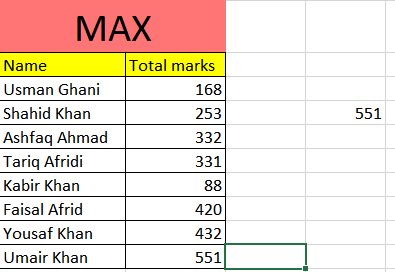 MAX
Name Total marks
Usman Ghani 168
Shahid Khan 253 551
Ashfaq Ahmad 332
Tariq Afridi 331
Kabir Khan 88
Faisal Afrid 420
Yousaf Khan 432
Umair Khan 551